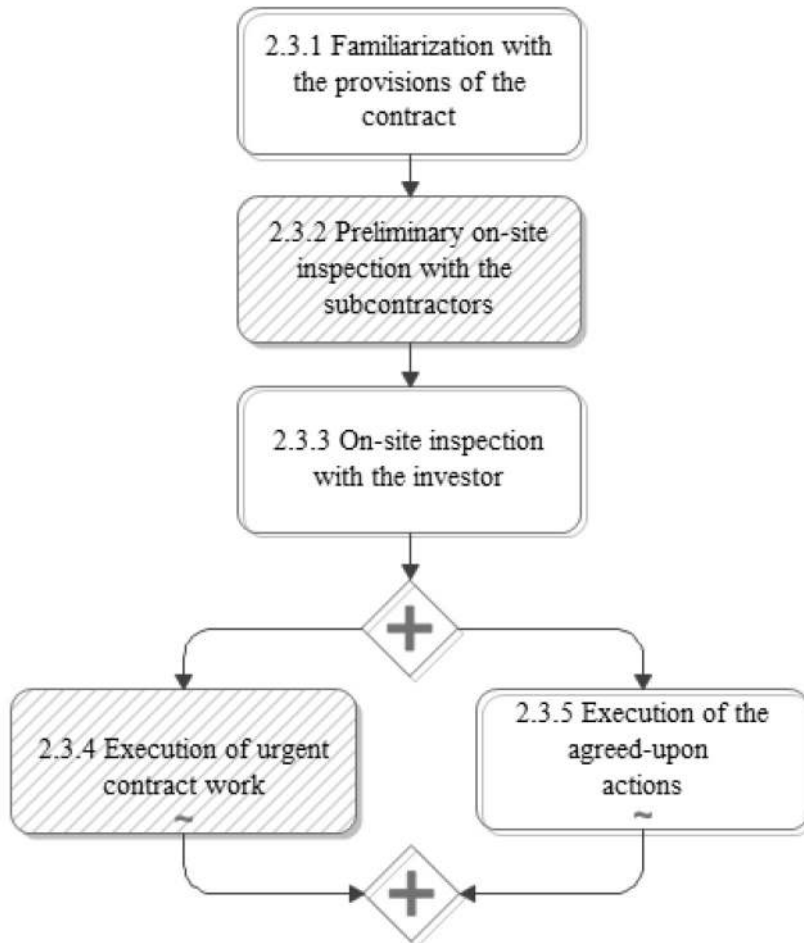 2.3.1 Familiarization with
the provisions of the
contract
2.3.2 Preliminary on-site
inspection with the
subcontractors
2.3.3 On-site inspection
with the investor
2.3.4 Execution of urgent
contract work
~
2.3.5 Execution of the
agreed-upon
actions
~